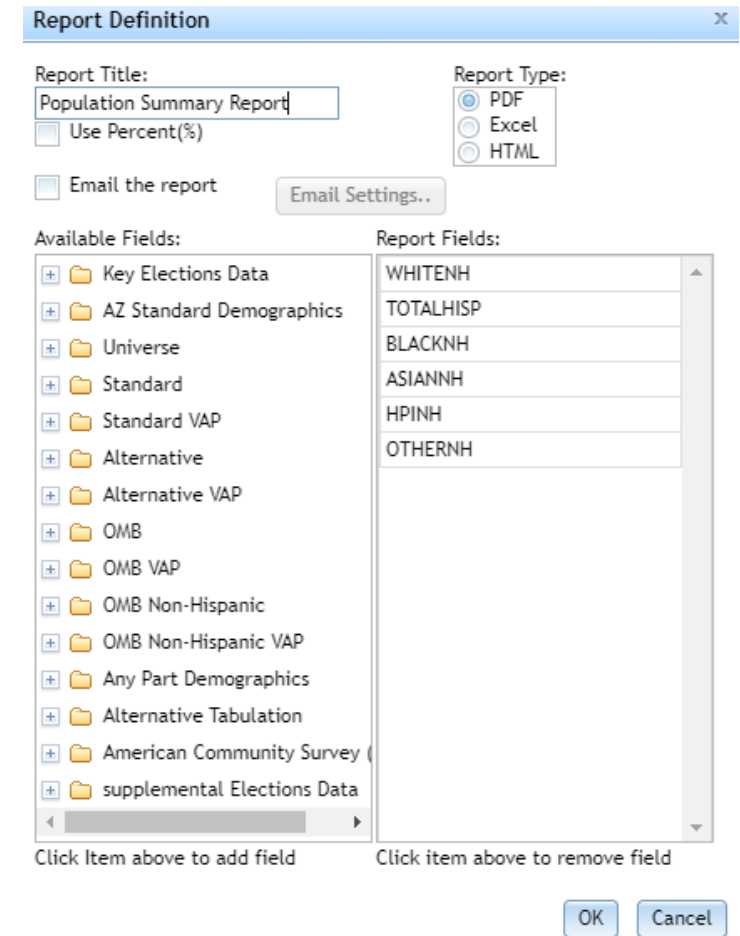 Report Definition
x
Report Title:
Population Summary Report
Use Percent(%)
Report Type:
PDF
Excel
HTML
Email the report
Email Settings..
Available Fields:
Key Elections Data
AZ Standard Demographics
Universe
Standard
Standard VAP
Alternative
Alternative VAP
OMB
OMB VAP
OMB Non-Hispanic
OMB Non-Hispanic VAP
Any Part Demographics
Alternative Tabulation
American Community Survey (
supplemental Elections Data
Click Item above to add field
Report Fields:
WHITENH
TOTALHISP
BLACKNH
ASIANNH
HPINH
OTHERNH
Click item above to remove field
OK
Cancel